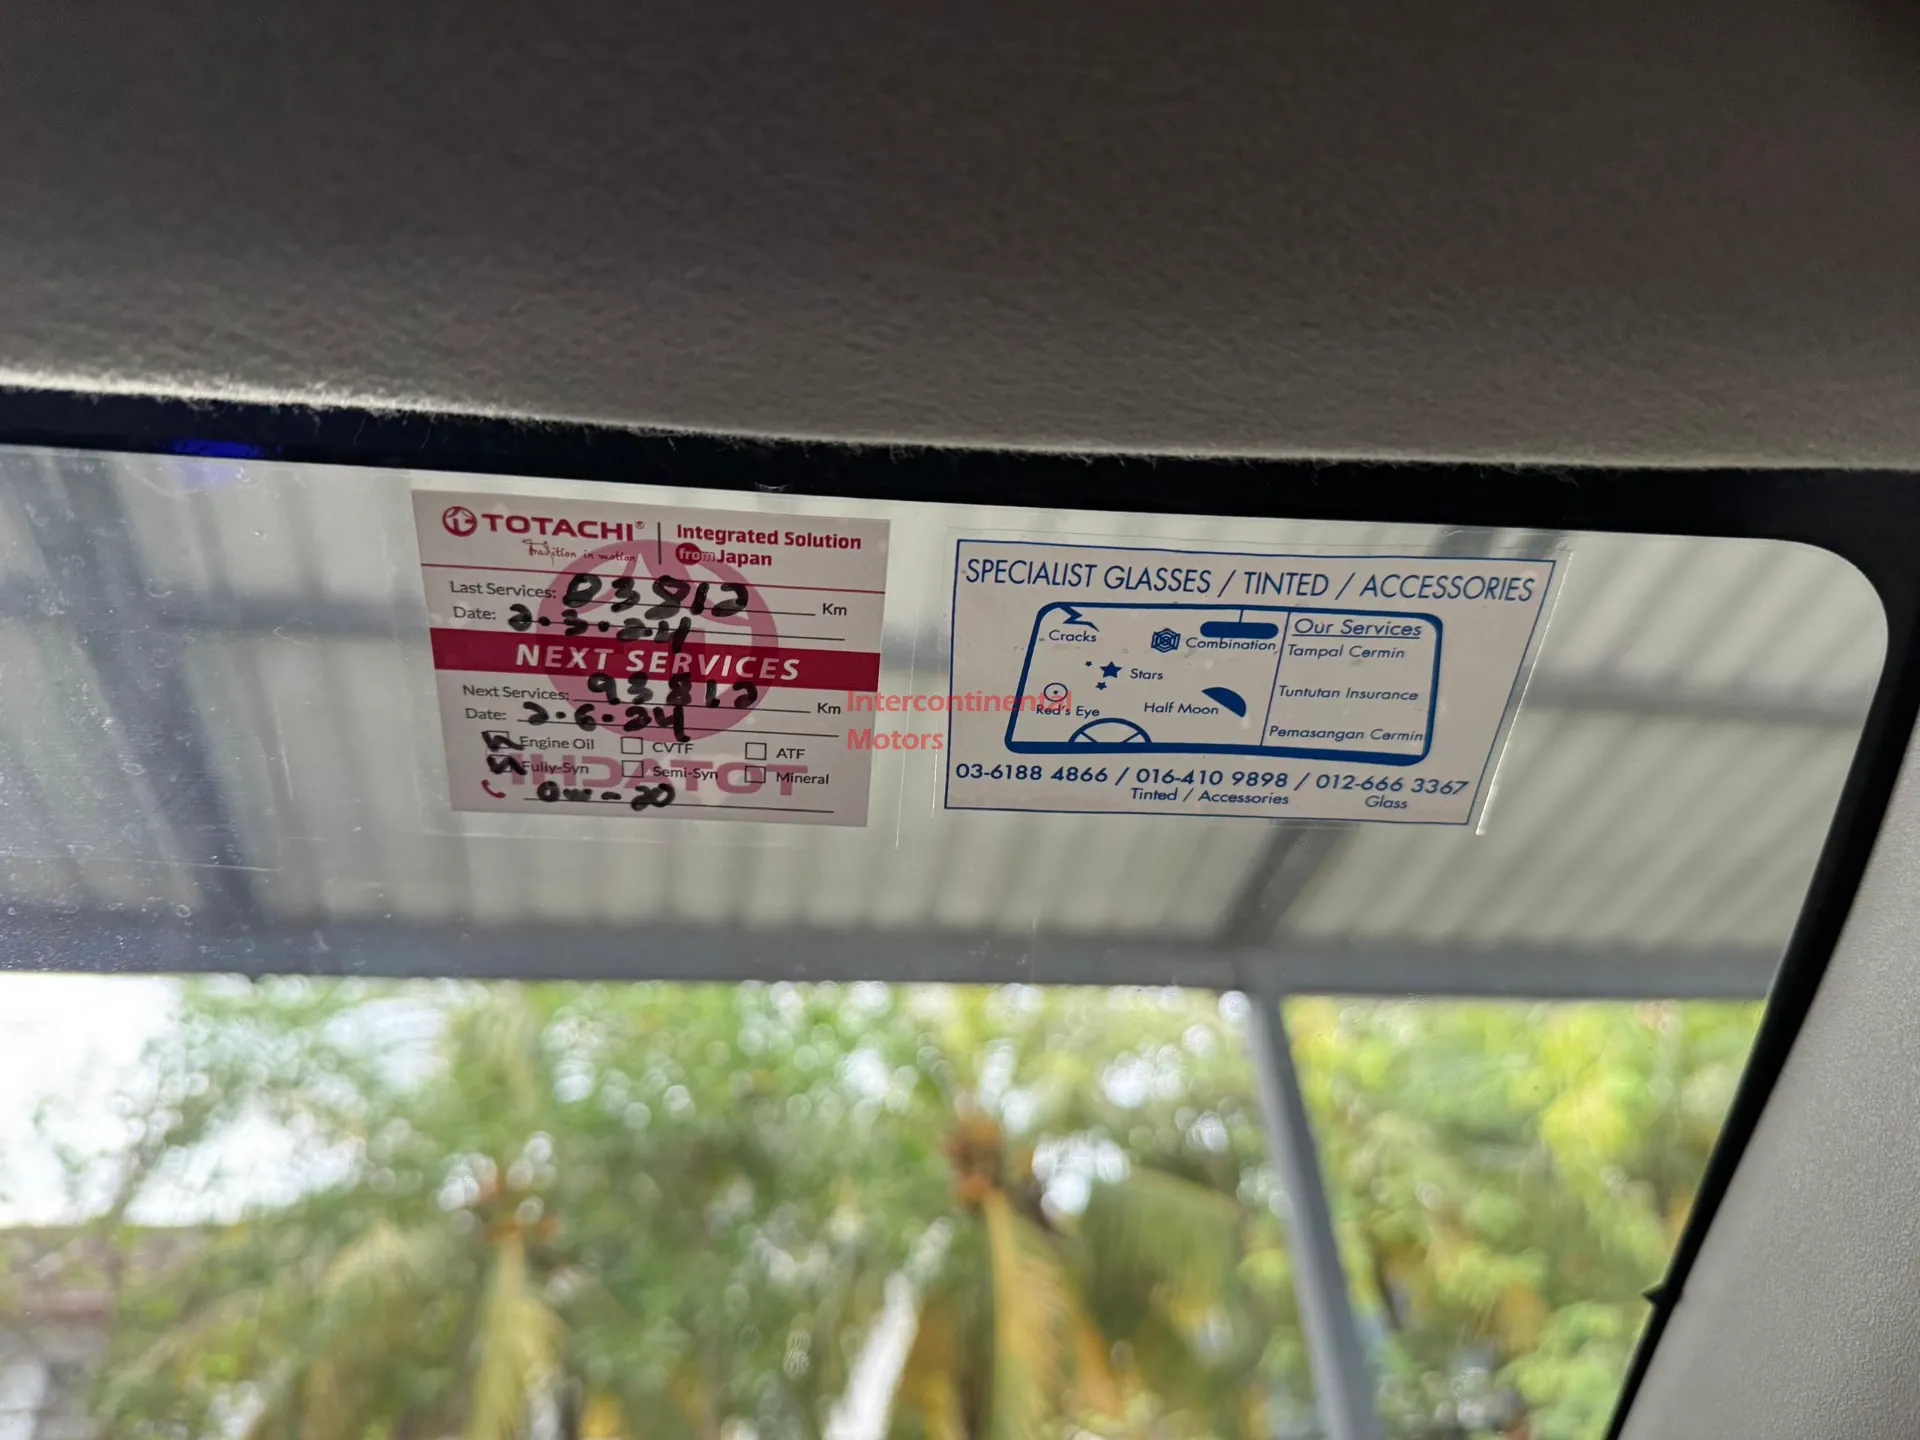 TOTACHI®
Tradition in motion
Integrated Solution
from Japan
Last Services: 83812 Km
Date: 2.3.24
NEXT SERVICES
Next Services: 93812 Km
Date: 2.6.24
Engine Oil CVTF ATF
Fully-Syn Semi-Syn Mineral
0w-20
SPECIALIST GLASSES / TINTED / ACCESSORIES
Cracks
Combination
Stars
Red's Eye
Half Moon
Our Services
Tampal Cermin
Tuntutan Insurance
Pemasangan Cermin
03-6188 4866 / 016-410 9898 / 012-666 3367
Tinted / Accessories
Glass
Intercontinental
Motors